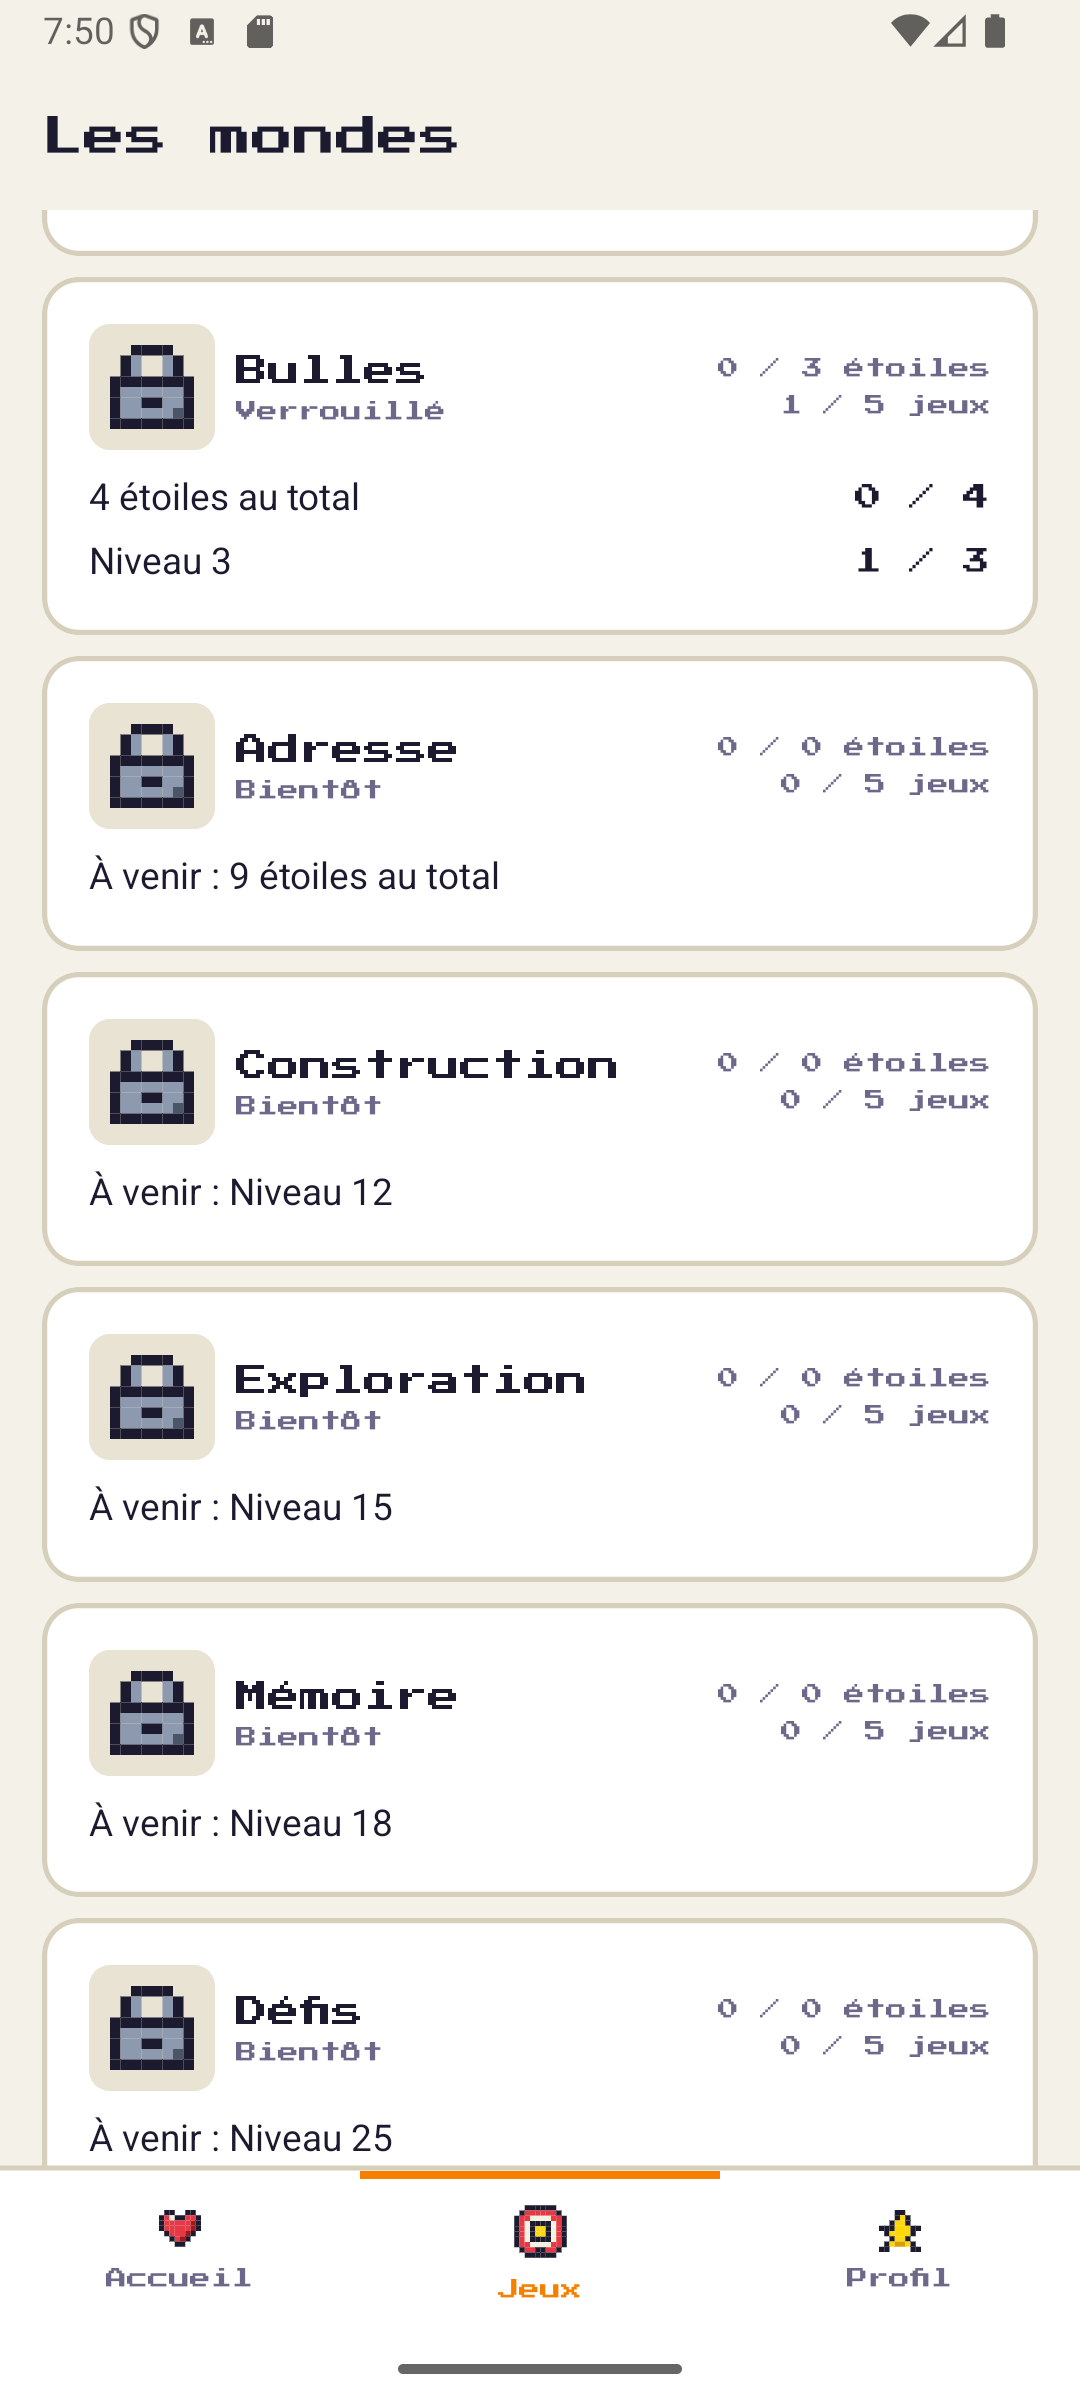 7:50
Les mondes
Bulles
Verrouillé
0 / 3 étoiles
1 / 5 jeux
4 étoiles au total
0 / 4
Niveau 3
1 / 3
Adresse
Bientôt
0 / 0 étoiles
0 / 5 jeux
À venir : 9 étoiles au total
Construction
Bientôt
0 / 0 étoiles
0 / 5 jeux
À venir : Niveau 12
Exploration
Bientôt
0 / 0 étoiles
0 / 5 jeux
À venir : Niveau 15
Mémoire
Bientôt
0 / 0 étoiles
0 / 5 jeux
À venir : Niveau 18
Défis
Bientôt
0 / 0 étoiles
0 / 5 jeux
À venir : Niveau 25
Accueil
Jeux
Profil